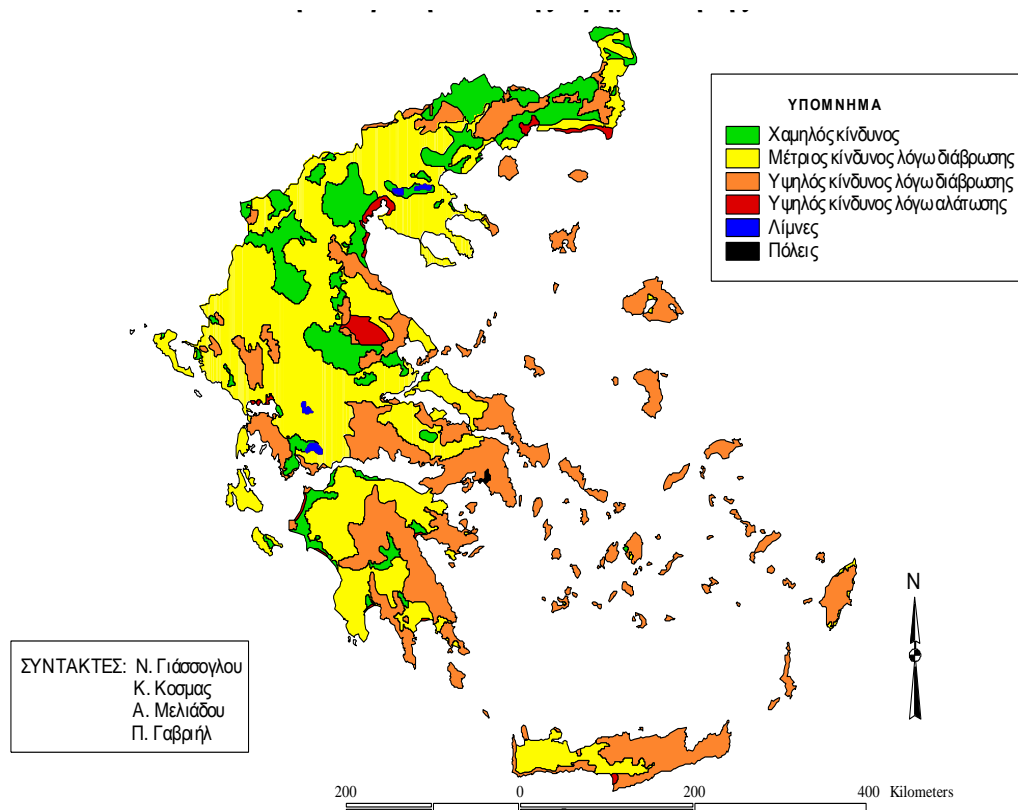 ΥΠΟΜΝΗΜΑ
Χαμηλός κίνδυνος
Μέτριος κίνδυνος λόγω διάβρωσης
Υψηλός κίνδυνος λόγω διάβρωσης
Υψηλός κίνδυνος λόγω αλάτωσης
Λίμνες
Πόλεις
N
ΣΥΝΤΑΚΤΕΣ: Ν. Γιάσσογλου
Κ. Κοσμας
Α. Μελιάδου
Π. Γαβριήλ
200 0 200 400 Kilometers